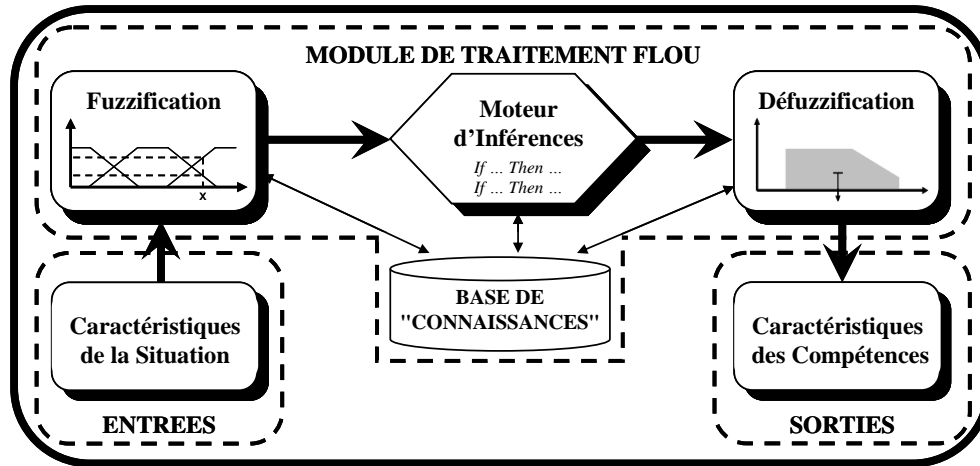 MODULE DE TRAITEMENT FLOU
Fuzzification
x
Moteur
d'Inférences
If ... Then ...
If ... Then ...
Défuzzification
BASE DE
"CONNAISSANCES"
Caractéristiques
de la Situation
ENTREES
Caractéristiques
des Compétences
SORTIES